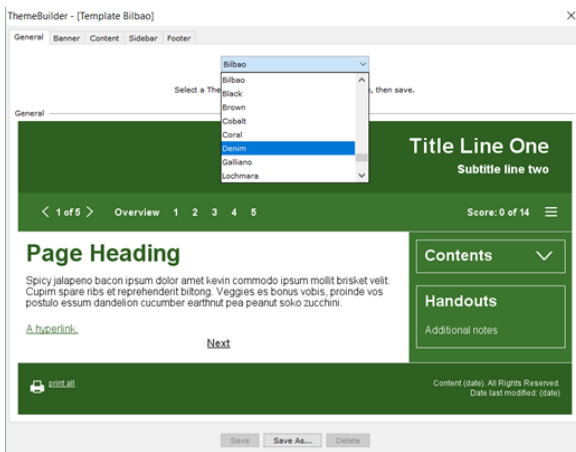 ThemeBuilder - [Template Bilbao]
General Banner Content Sidebar Footer
Bilbao
Bilbao
Black
Brown
Cobalt
Coral
Denim
Galliano
Lochmara
Select a The
, then save.
General
Title Line One
Subtitle line two
1 of 5 Overview 1 2 3 4 5
Score: 0 of 14
Page Heading
Spicy jalapeno bacon ipsum dolor amet kevin commodo ipsum mollit brisket velit.
Cupim spare ribs et reprehenderit biltong. Veggies es bonus vobis, proinde vos
postulo essum dandelion cucumber earthnut pea peanut soko zucchini.
A hyperlink.
Next
Contents
Handouts
Additional notes
print all
Content (date). All Rights Reserved.
Date last modified: (date)
Save Save As... Delete